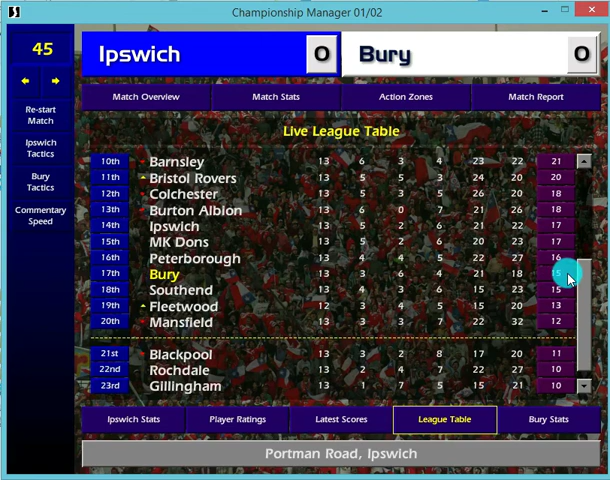 Championship Manager 01/02
45
Ipswich 0 Bury 0
Match Overview Match Stats Action Zones Match Report
Re-start Match
Ipswich Tactics
Bury Tactics
Commentary Speed
Live League Table
10th Barnsley 13 6 3 4 23 22 21
11th Bristol Rovers 13 5 5 3 24 20 20
12th Colchester 13 5 3 5 26 20 18
13th Burton Albion 13 6 0 7 21 26 18
14th Ipswich 13 5 2 6 21 22 17
15th MK Dons 13 5 2 6 20 23 17
16th Peterborough 13 4 4 5 22 27 16
17th Bury 13 3 6 4 21 18 15
18th Southend 13 4 3 6 15 23 15
19th Fleetwood 12 3 4 5 15 20 13
20th Mansfield 13 3 3 7 22 32 12
21st Blackpool 13 3 2 8 17 20 11
22nd Rochdale 13 2 4 7 22 27 10
23rd Gillingham 13 1 7 5 15 21 10
Ipswich Stats Player Ratings Latest Scores League Table Bury Stats
Portman Road, Ipswich